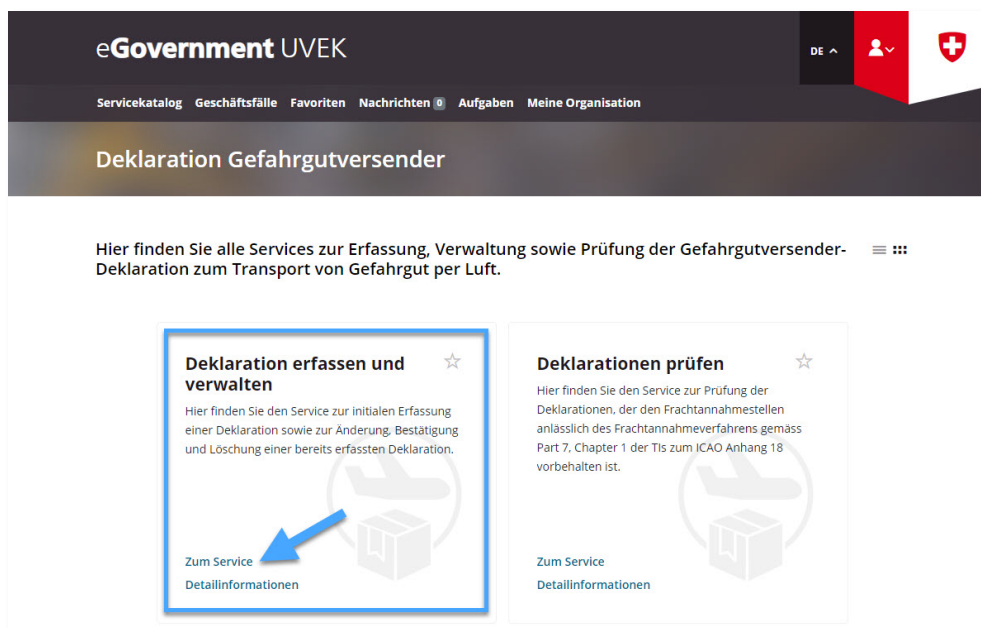 eGovernment UVEK
DE
Servicekatalog Geschäftsfälle Favoriten Nachrichten 0 Aufgaben Meine Organisation
Deklaration Gefahrgutversender
Hier finden Sie alle Services zur Erfassung, Verwaltung sowie Prüfung der Gefahrgutversender-
Deklaration zum Transport von Gefahrgut per Luft.
Deklaration erfassen und
verwalten
Hier finden Sie den Service zur initialen Erfassung
einer Deklaration sowie zur Änderung, Bestätigung
und Löschung einer bereits erfassten Deklaration.
Zum Service
Detailinformationen
Deklarationen prüfen
Hier finden Sie den Service zur Prüfung der
Deklarationen, der den Frachtannahmestellen
anlässlich des Frachtannahmeverfahrens gemäss
Part 7, Chapter 1 der TIs zum ICAO Anhang 18
vorbehalten ist.
Zum Service
Detailinformationen